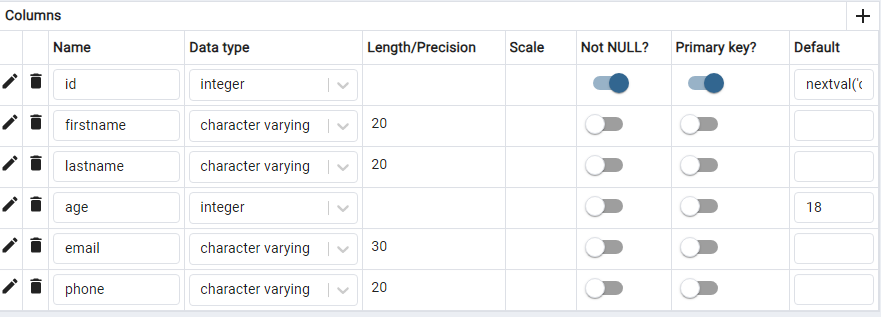 Columns
Name Data type Length/Precision Scale Not NULL? Primary key? Default
id integer nextval('c
firstname character varying 20
lastname character varying 20
age integer 18
email character varying 30
phone character varying 20